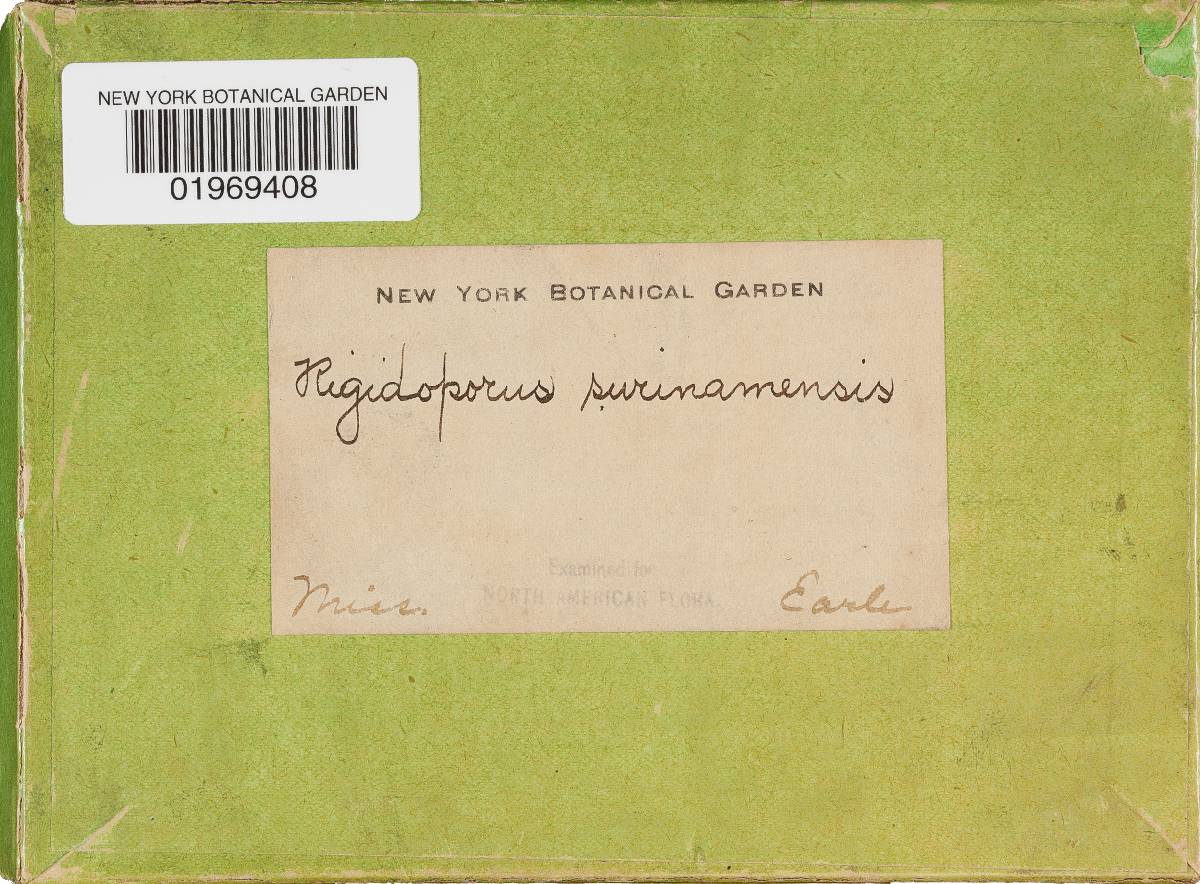 NEW YORK BOTANICAL GARDEN
01969408
NEW YORK BOTANICAL GARDEN
Rigidoporus surinamensis
Examined for
NORTH AMERICAN FLORA.
Miss. Earle